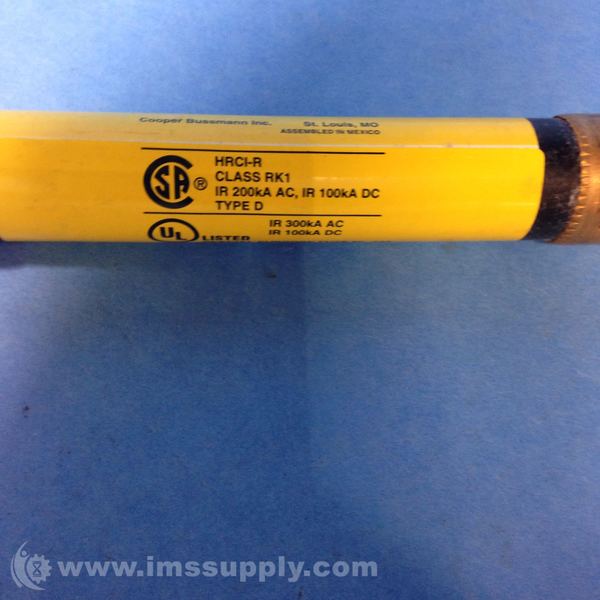 Cooper Bussmann Inc. St. Louis, MO
ASSEMBLED IN MEXICO
HRCI-R
CLASS RK1
IR 200kA AC, IR 100kA DC
TYPE D
SA ®
UL LISTED
IR 300kA AC
IR 100kA DC
www.imssupply.com